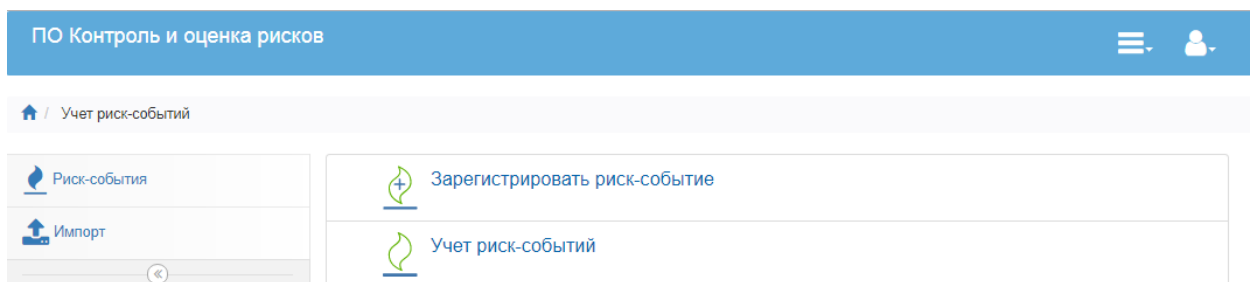 ПО Контроль и оценка рисков
/ Учет риск-событий
Риск-события
Зарегистрировать риск-событие
Импорт
Учет риск-событий